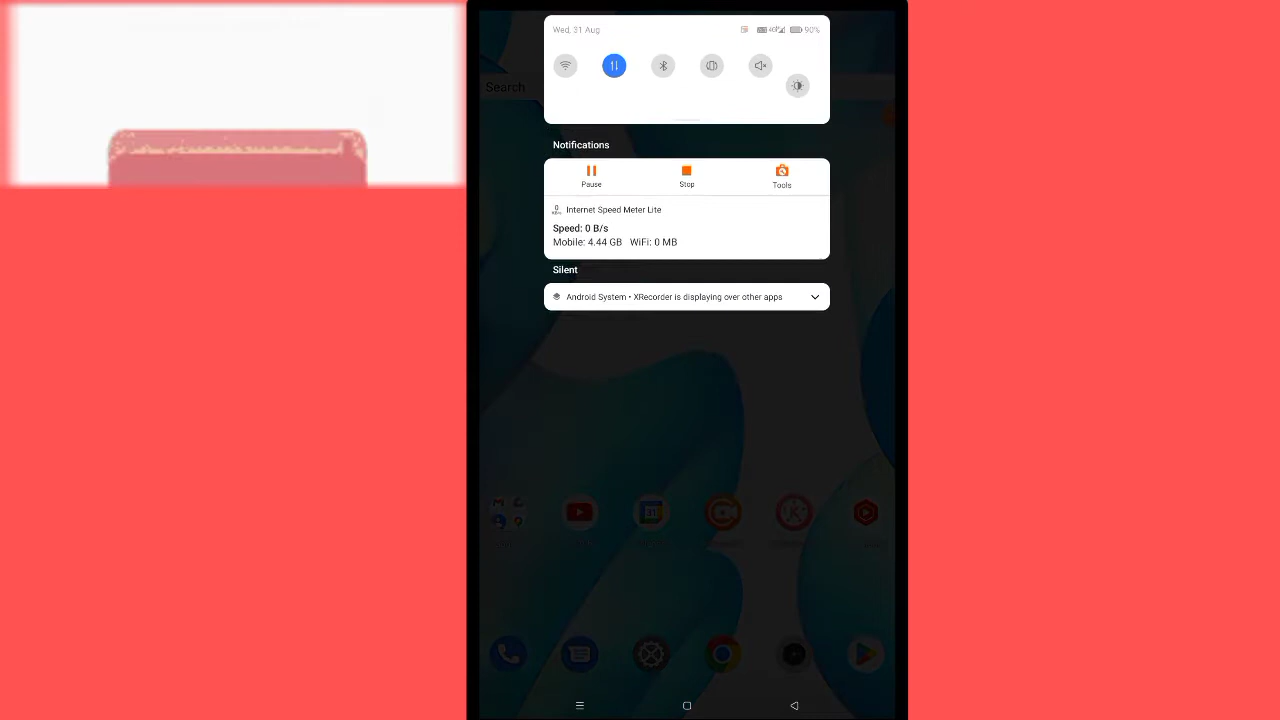 Wed, 31 Aug
90%
Search
Notifications
Pause
Stop
Tools
Internet Speed Meter Lite
Speed: 0 B/s
Mobile: 4.44 GB WiFi: 0 MB
Silent
Android System • XRecorder is displaying over other apps